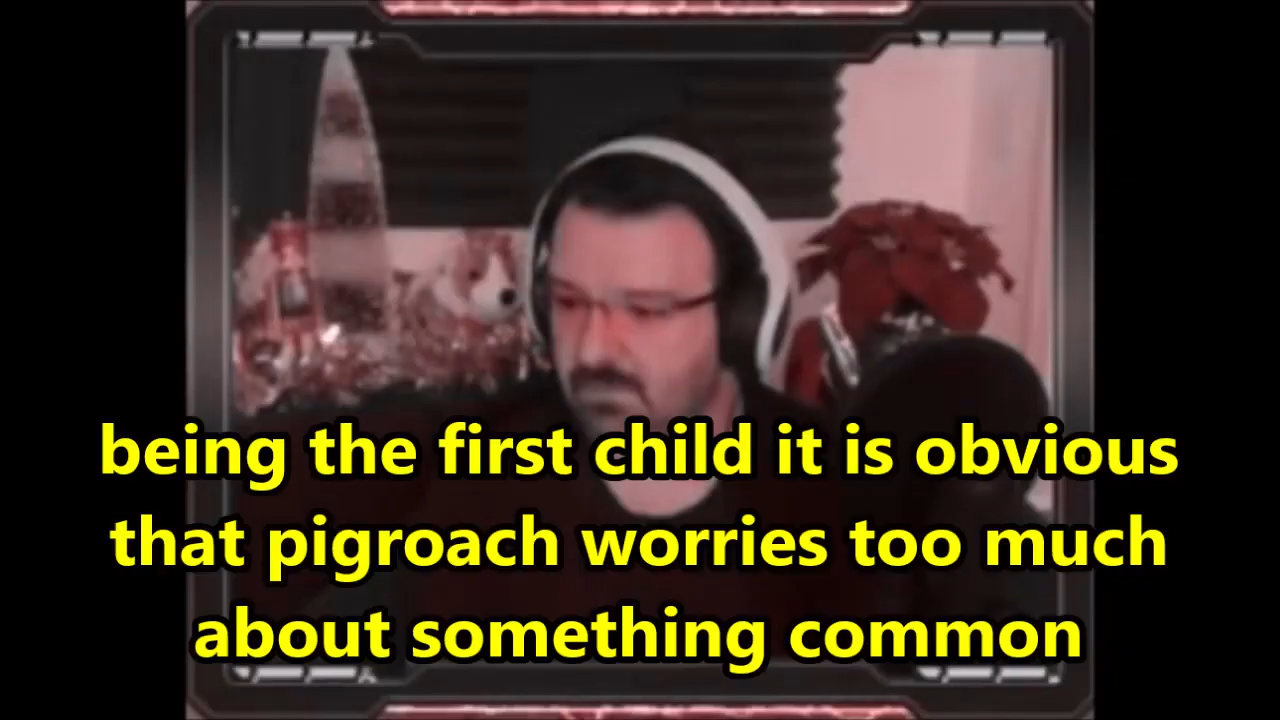 being the first child it is obvious
that pigroach worries too much
about something common